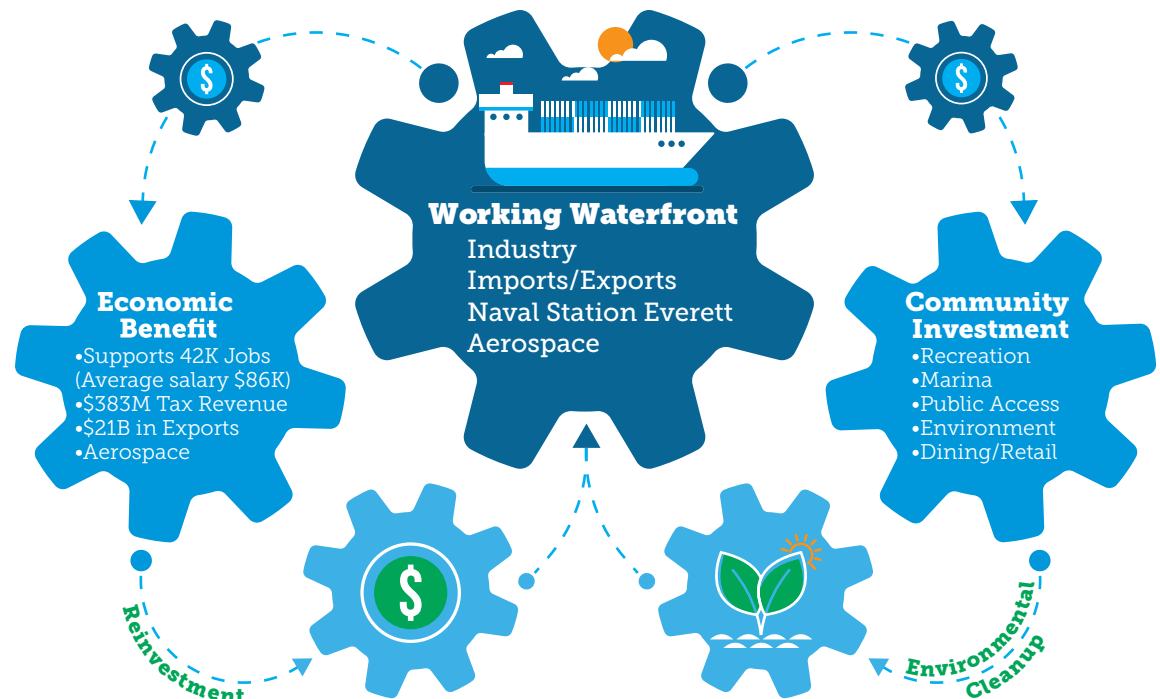 $
$
Working Waterfront
Industry
Imports/Exports
Naval Station Everett
Aerospace
Economic
Benefit
•Supports 42K Jobs
(Average salary $86K)
•$383M Tax Revenue
•$21B in Exports
•Aerospace
Community
Investment
•Recreation
•Marina
•Public Access
•Environment
•Dining/Retail
$
Reinvestment
Environmental
Cleanup